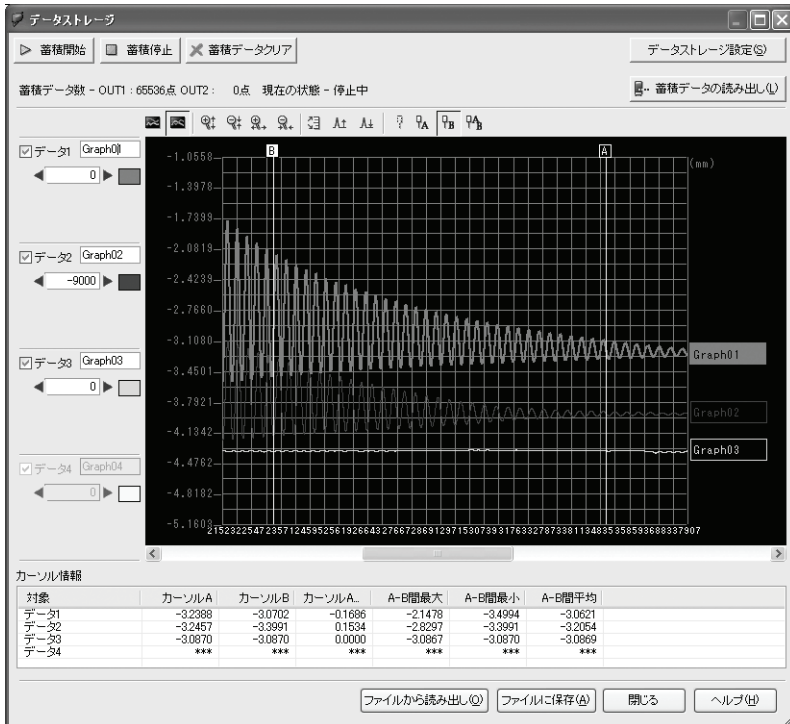 データストレージ
蓄積開始 蓄積停止 蓄積データクリア データストレージ設定(S)
蓄積データ数 - OUT1 : 65536点 OUT2 : 0点 現在の状態 - 停止中 蓄積データの読み出し(L)
A B A B
データ1 Graph01
0
データ2 Graph02
-9000
データ3 Graph03
0
データ4 Graph04
0
B A
(mm)
-1.0558
-1.3978
-1.7399
-2.0819
-2.4239
-2.7660
-3.1080
-3.4501
-3.7921
-4.1342
-4.4762
-4.8182
-5.1603
Graph01
Graph02
Graph03
カーソル情報
対象 カーソルA カーソルB カーソルA... A-B間最大 A-B間最小 A-B間平均
データ1 -3.2388 -3.0702 -0.1686 -2.1478 -3.4994 -3.0621
データ2 -3.2457 -3.3991 0.1534 -2.8297 -3.3991 -3.2054
データ3 -3.0870 -3.0870 0.0000 -3.0867 -3.0870 -3.0869
データ4 *** *** *** *** *** ***
ファイルから読み出し(O) ファイルに保存(A) 閉じる ヘルプ(H)